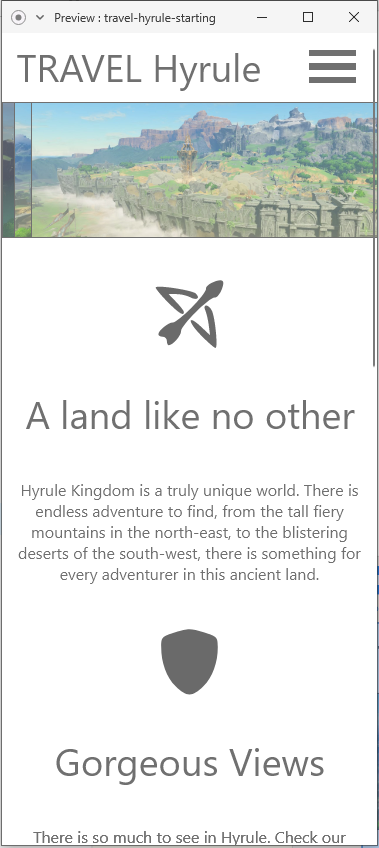 Preview : travel-hyrule-starting
TRAVEL Hyrule
A land like no other
Hyrule Kingdom is a truly unique world. There is
endless adventure to find, from the tall fiery
mountains in the north-east, to the blistering
deserts of the south-west, there is something for
every adventurer in this ancient land.
Gorgeous Views
There is so much to see in Hyrule. Check our